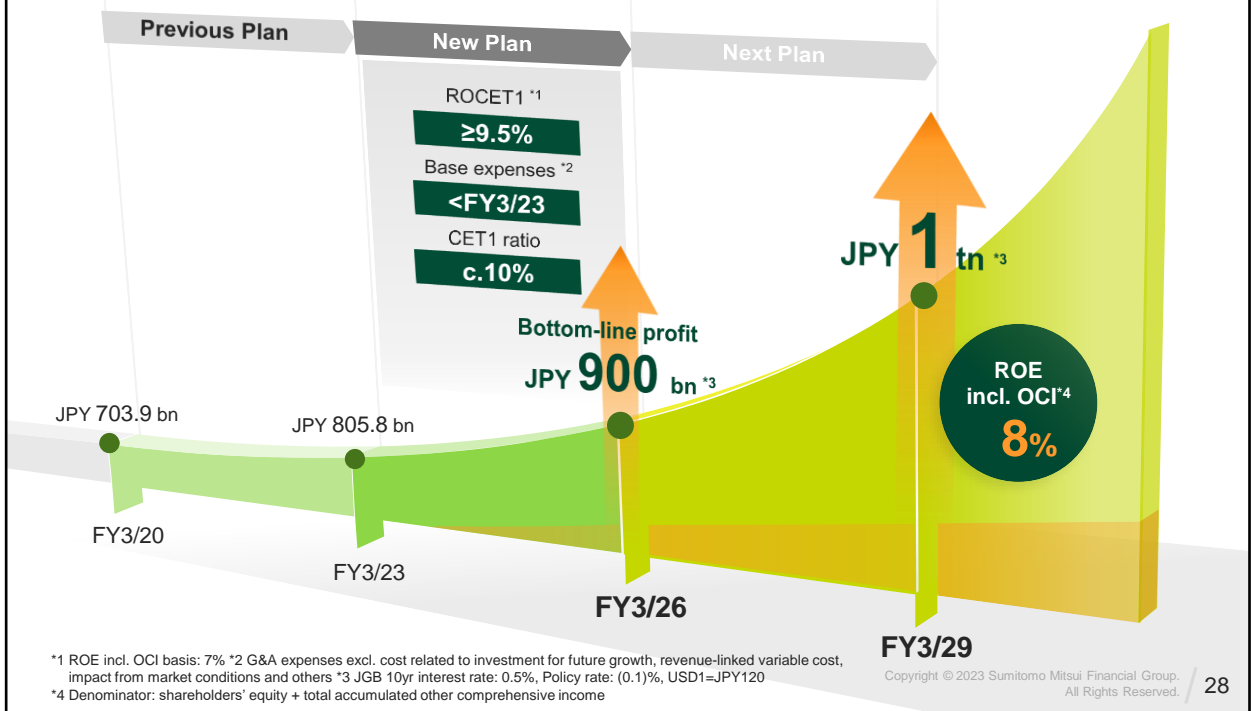 Previous Plan
New Plan
Next Plan
ROCET1 *1
≥9.5%
Base expenses *2
<FY3/23
CET1 ratio
c.10%
JPY 1 tn *3
Bottom-line profit
JPY 900 bn *3
ROE
incl. OCI*4
8%
JPY 703.9 bn
JPY 805.8 bn
FY3/20
FY3/23
FY3/26
FY3/29
*1 ROE incl. OCI basis: 7% *2 G&A expenses excl. cost related to investment for future growth, revenue-linked variable cost,
impact from market conditions and others *3 JGB 10yr interest rate: 0.5%, Policy rate: (0.1)%, USD1=JPY120
*4 Denominator: shareholders' equity + total accumulated other comprehensive income
Copyright © 2023 Sumitomo Mitsui Financial Group.
All Rights Reserved.
28